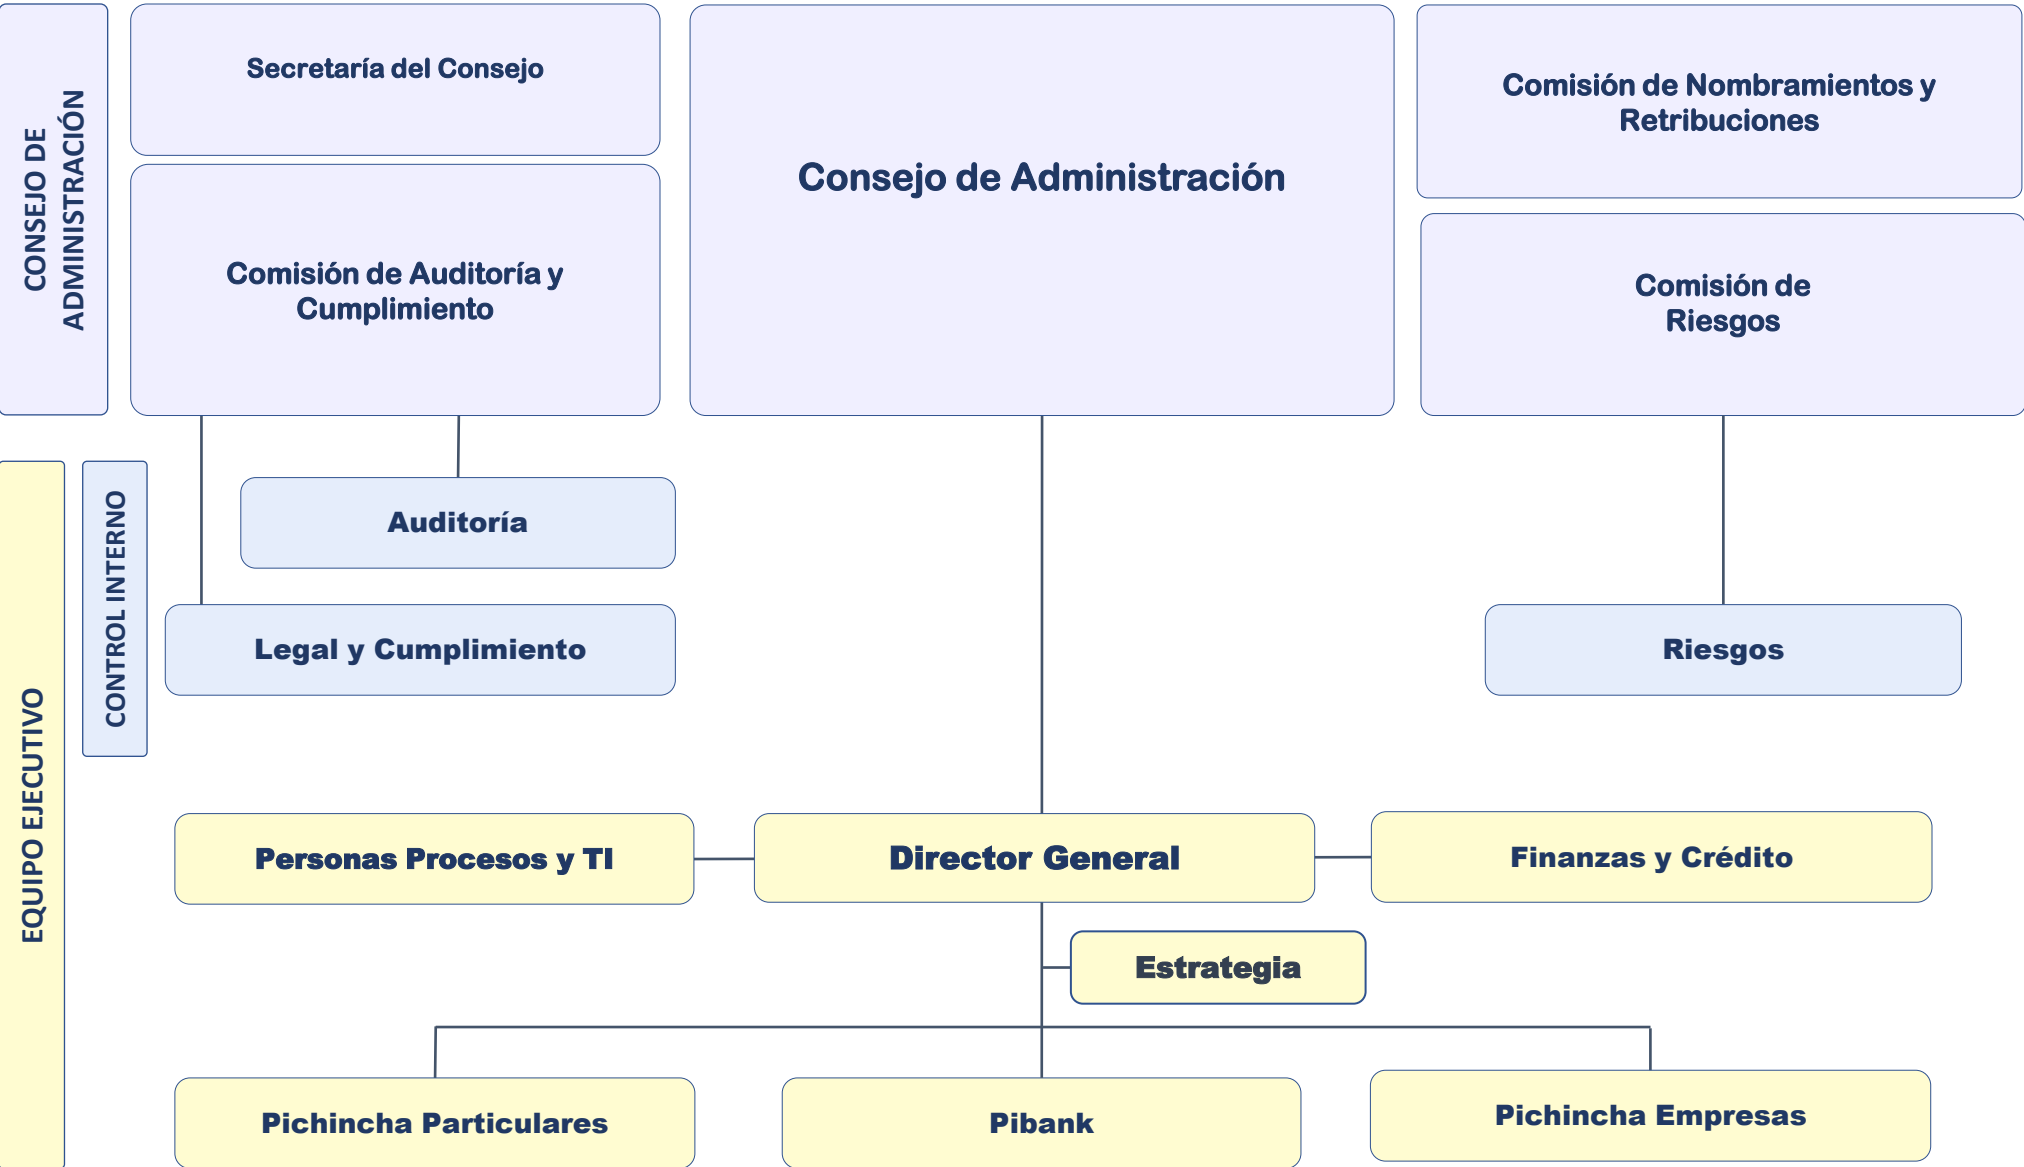 CONSEJO DE
ADMINISTRACIÓN
Secretaría del Consejo
Comisión de Auditoría y
Cumplimiento
Consejo de Administración
Comisión de Nombramientos y
Retribuciones
Comisión de
Riesgos
EQUIPO EJECUTIVO
CONTROL INTERNO
Auditoría
Legal y Cumplimiento
Riesgos
Personas Procesos y TI
Director General
Finanzas y Crédito
Estrategia
Pichincha Particulares
Pibank
Pichincha Empresas